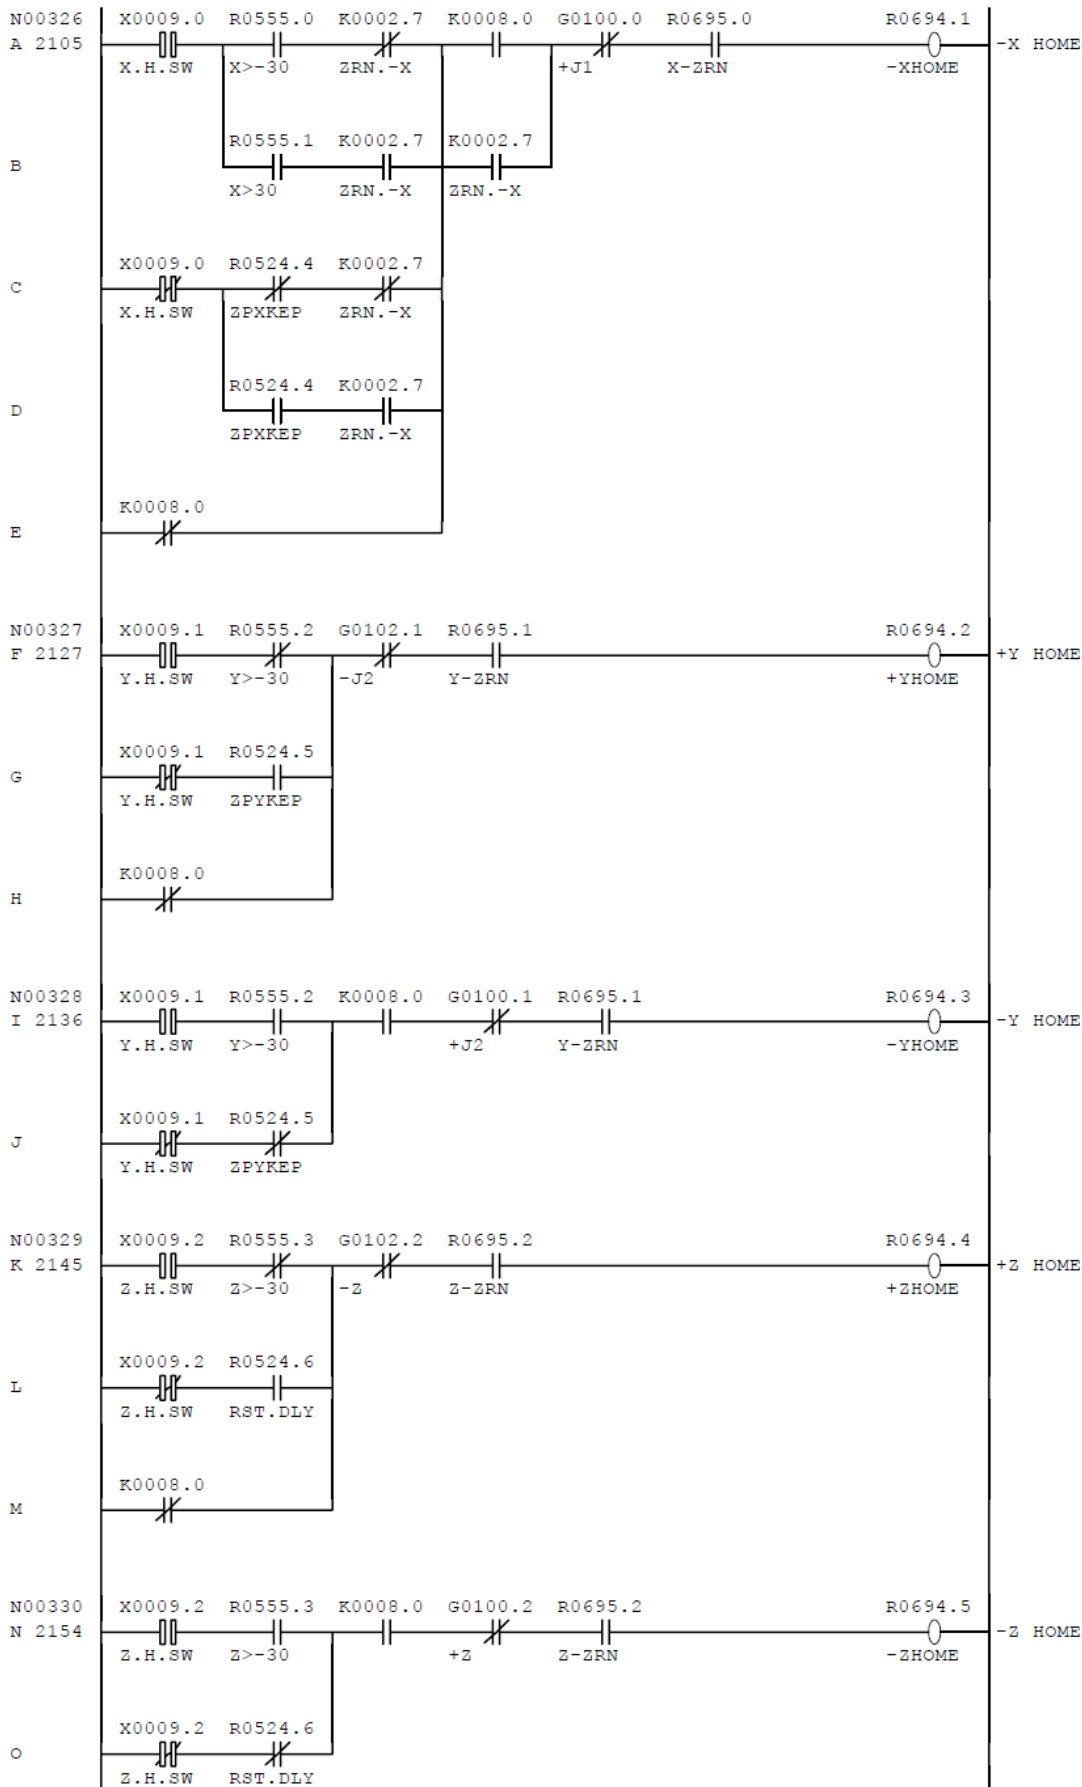 N00326 X0009.0 R0555.0 K0002.7 K0008.0 G0100.0 R0695.0 R0694.1
A 2105 -X HOME
X.H.SW X>-30 ZRN.-X +J1 X-ZRN -XHOME
R0555.1 K0002.7 K0002.7
B
X>30 ZRN.-X ZRN.-X
X0009.0 R0524.4 K0002.7
C
X.H.SW ZPXKEP ZRN.-X
R0524.4 K0002.7
D
ZPXKEP ZRN.-X
K0008.0
E
N00327 X0009.1 R0555.2 G0102.1 R0695.1 R0694.2
F 2127 +Y HOME
Y.H.SW Y>-30 -J2 Y-ZRN +YHOME
X0009.1 R0524.5
G
Y.H.SW ZPYKEP
K0008.0
H
N00328 X0009.1 R0555.2 K0008.0 G0100.1 R0695.1 R0694.3
I 2136 -Y HOME
Y.H.SW Y>-30 +J2 Y-ZRN -YHOME
X0009.1 R0524.5
J
Y.H.SW ZPYKEP
N00329 X0009.2 R0555.3 G0102.2 R0695.2 R0694.4
K 2145 +Z HOME
Z.H.SW Z>-30 -Z Z-ZRN +ZHOME
X0009.2 R0524.6
L
Z.H.SW RST.DLY
K0008.0
M
N00330 X0009.2 R0555.3 K0008.0 G0100.2 R0695.2 R0694.5
N 2154 -Z HOME
Z.H.SW Z>-30 +Z Z-ZRN -ZHOME
X0009.2 R0524.6
O
Z.H.SW RST.DLY